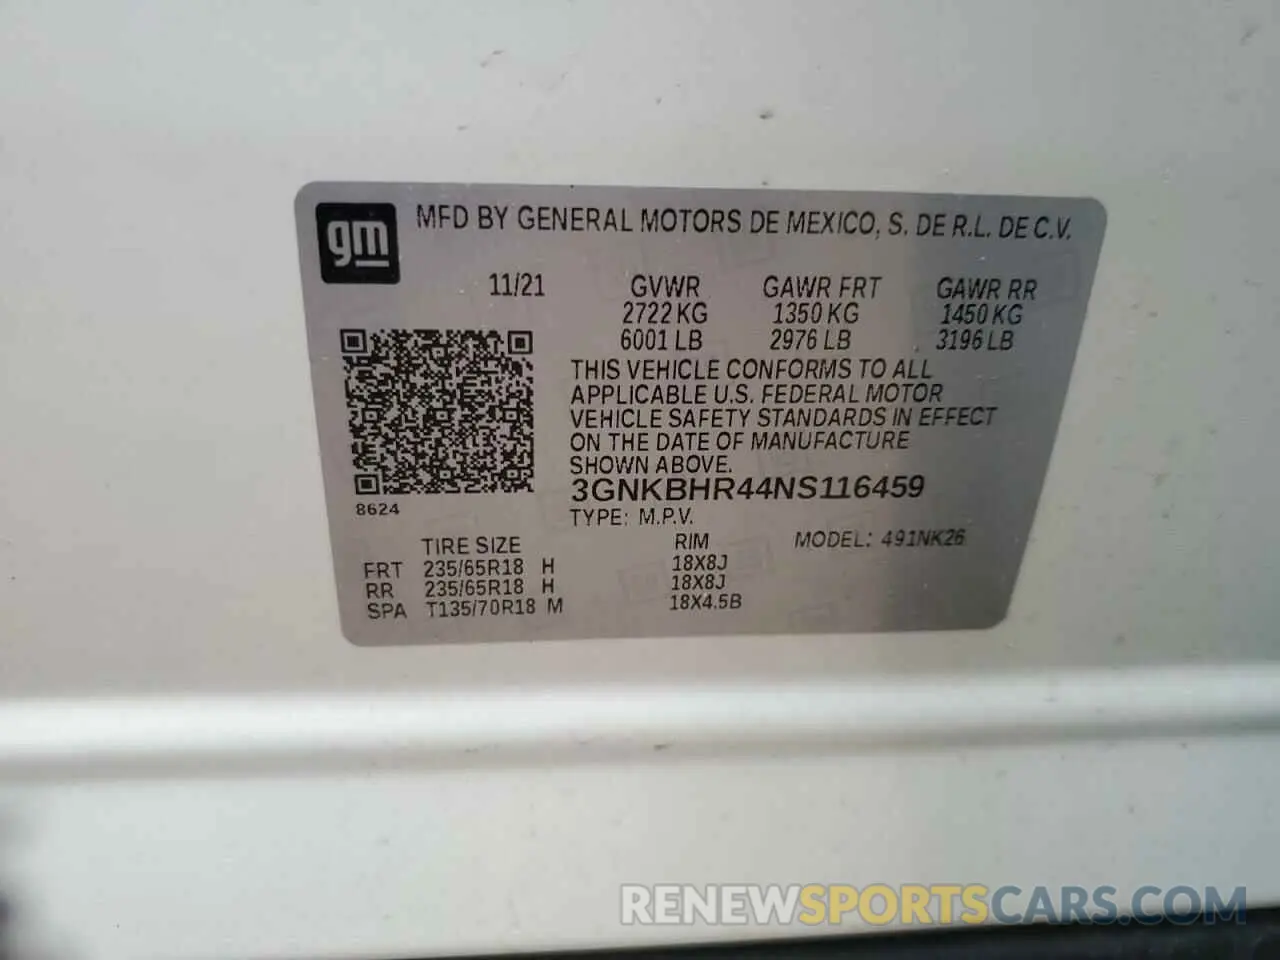 gm
MFD BY GENERAL MOTORS DE MEXICO, S. DE R.L. DE C.V.
11/21 GVWR GAWR FRT GAWR RR
2722 KG 1350 KG 1450 KG
6001 LB 2976 LB 3196 LB
THIS VEHICLE CONFORMS TO ALL
APPLICABLE U.S. FEDERAL MOTOR
VEHICLE SAFETY STANDARDS IN EFFECT
ON THE DATE OF MANUFACTURE
SHOWN ABOVE.
3GNKBHR44NS116459
8624
TYPE: M.P.V.
TIRE SIZE RIM MODEL: 491NK26
FRT 235/65R18 H 18X8J
RR 235/65R18 H 18X8J
SPA T135/70R18 M 18X4.5B
RENEWSPORTSCARS.COM